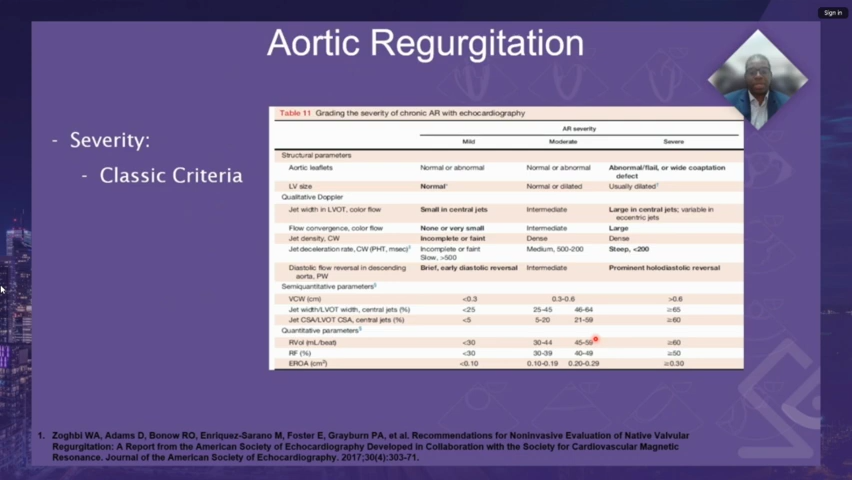 Sign in
Aortic Regurgitation
- Severity:
- Classic Criteria
Table 11 Grading the severity of chronic AR with echocardiography
AR severity
Mild Moderate Severe
Structural parameters
Aortic leaflets Normal or abnormal Normal or abnormal Abnormal/flail, or wide coaptation
defect
LV size Normal* Normal or dilated Usually dilated†
Qualitative Doppler
Jet width in LVOT, color flow Small in central jets Intermediate Large in central jets; variable in
eccentric jets
Flow convergence, color flow None or very small Intermediate Large
Jet density, CW Incomplete or faint Dense Dense
Jet deceleration rate, CW (PHT, msec)‡ Incomplete or faint Medium, 500-200 Steep, <200
Slow, >500
Diastolic flow reversal in descending Brief, early diastolic reversal Intermediate Prominent holodiastolic reversal
aorta, PW
Semiquantitative parameters§
VCW (cm) <0.3 0.3-0.6 >0.6
Jet width/LVOT width, central jets (%) <25 25-45 46-64 ≥65
Jet CSA/LVOT CSA, central jets (%) <5 5-20 21-59 ≥60
Quantitative parameters§
RVol (mL/beat) <30 30-44 45-59 ≥60
RF (%) <30 30-39 40-49 ≥50
EROA (cm²) <0.10 0.10-0.19 0.20-0.29 ≥0.30
1. Zoghbi WA, Adams D, Bonow RO, Enriquez-Sarano M, Foster E, Grayburn PA, et al. Recommendations for Noninvasive Evaluation of Native Valvular
Regurgitation: A Report from the American Society of Echocardiography Developed in Collaboration with the Society for Cardiovascular Magnetic
Resonance. Journal of the American Society of Echocardiography. 2017;30(4):303-71.